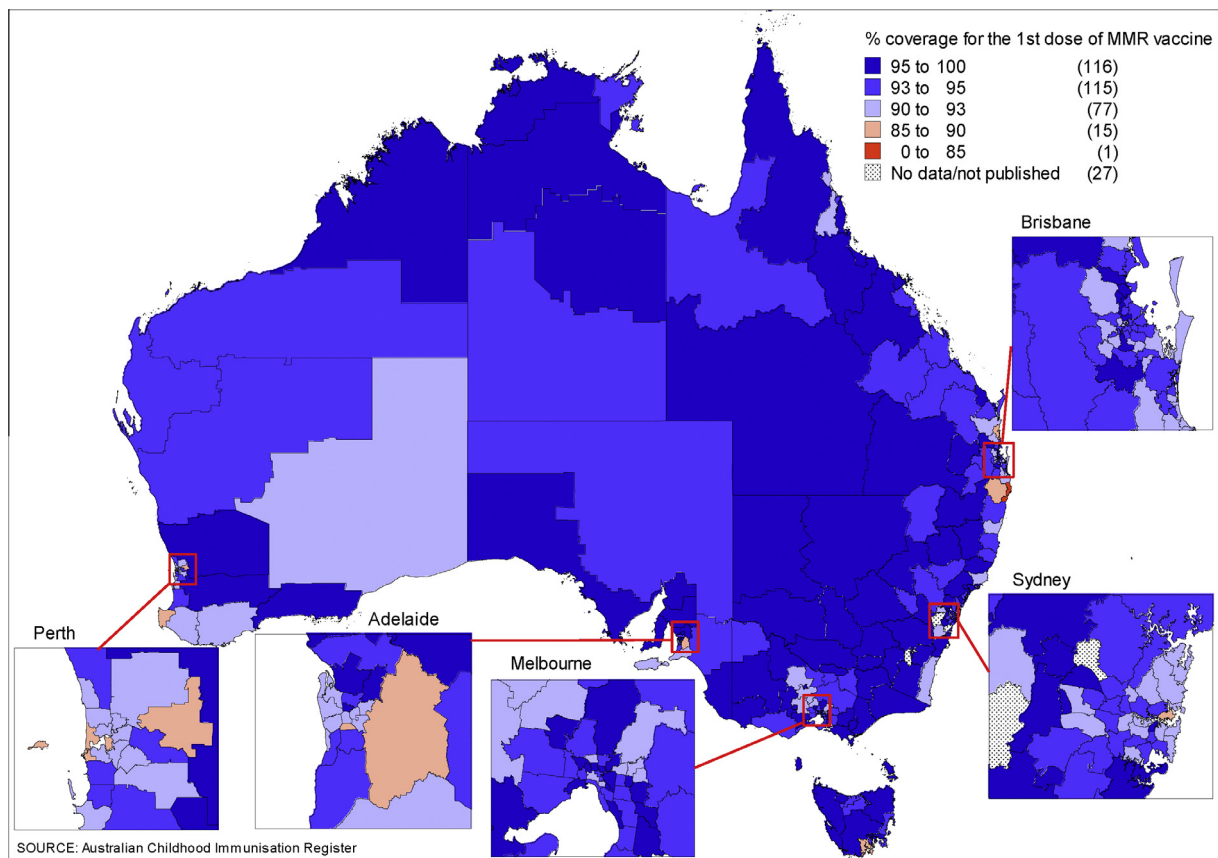 % coverage for the 1st dose of MMR vaccine
95 to 100 (116)
93 to 95 (115)
90 to 93 (77)
85 to 90 (15)
0 to 85 (1)
No data/not published (27)
Brisbane
Sydney
Perth
Adelaide
Melbourne
SOURCE: Australian Childhood Immunisation Register